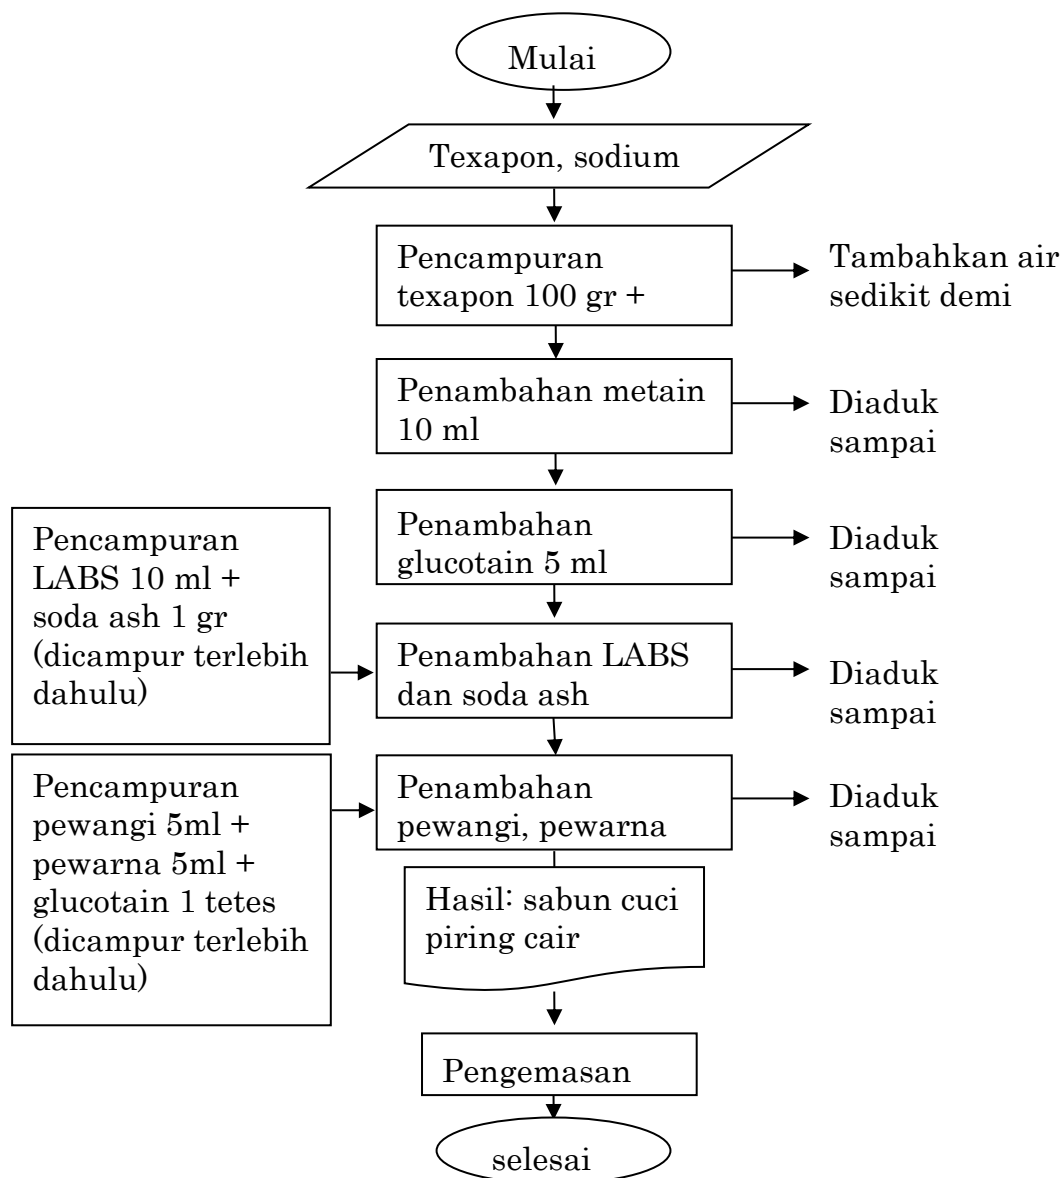 Mulai
Texapon, sodium
Pencampuran
texapon 100 gr +
Tambahkan air
sedikit demi
Penambahan metain
10 ml
Diaduk
sampai
Penambahan
glucotain 5 ml
Diaduk
sampai
Pencampuran
LABS 10 ml +
soda ash 1 gr
(dicampur terlebih
dahulu)
Penambahan LABS
dan soda ash
Diaduk
sampai
Pencampuran
pewangi 5ml +
pewarna 5ml +
glucotain 1 tetes
(dicampur terlebih
dahulu)
Penambahan
pewangi, pewarna
Diaduk
sampai
Hasil: sabun cuci
piring cair
Pengemasan
selesai